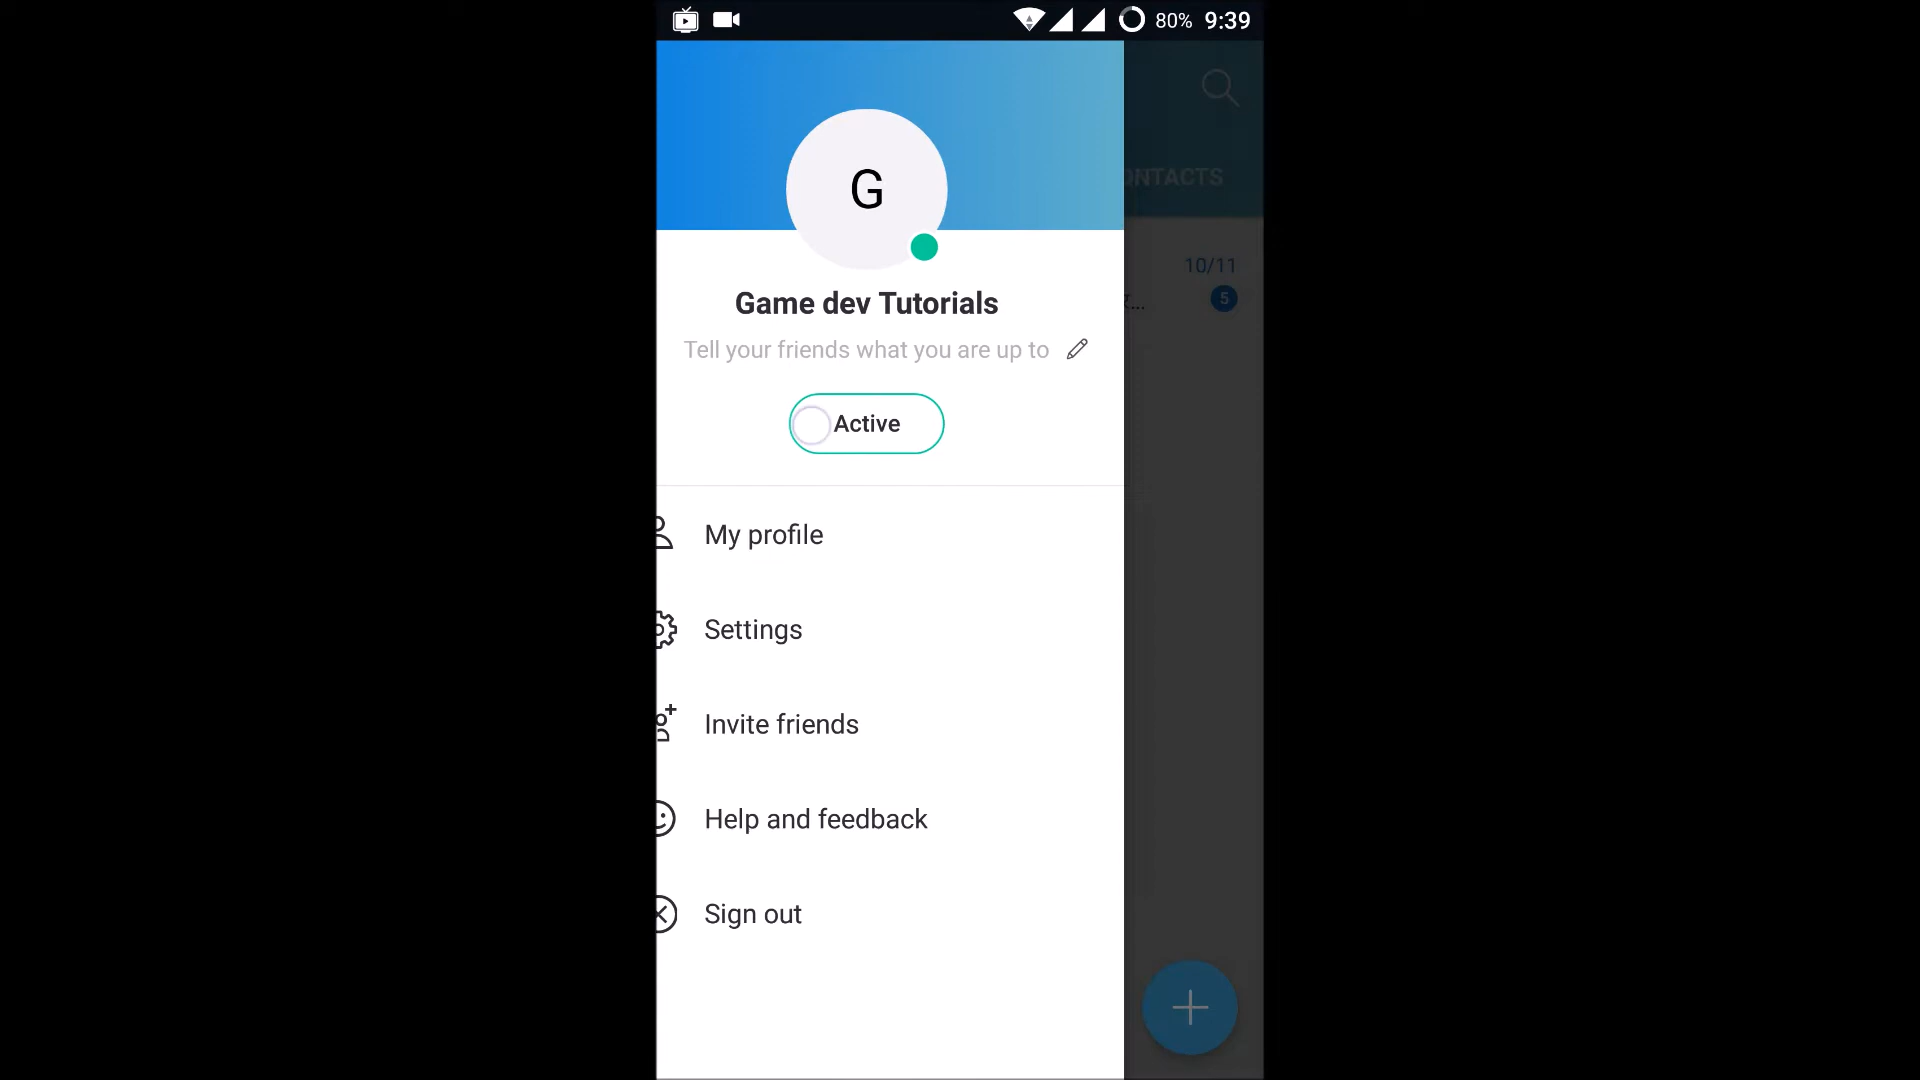 80% 9:39
G
ONTACTS
10/11
5
Game dev Tutorials
Tell your friends what you are up to
Active
My profile
Settings
Invite friends
Help and feedback
Sign out